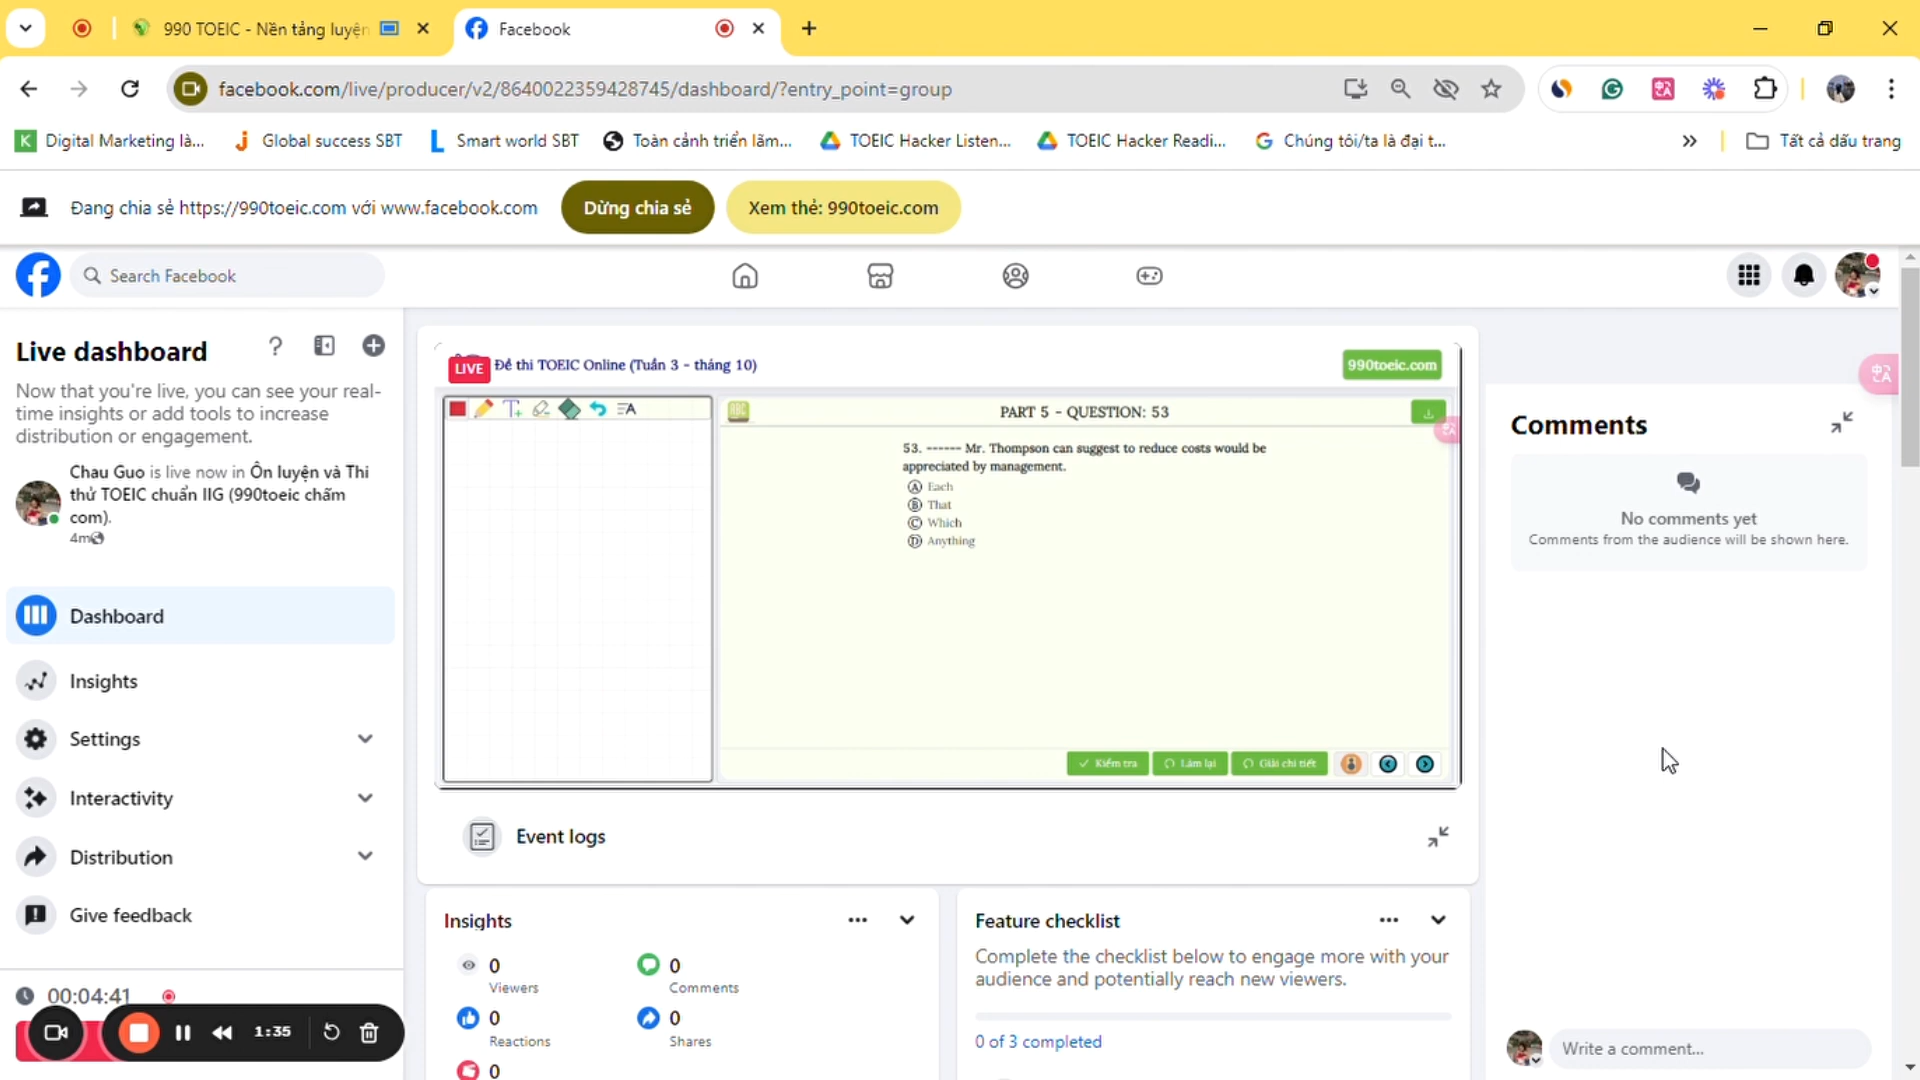 990 TOEIC - Nền tảng luyện
Facebook
facebook.com/live/producer/v2/8640022359428745/dashboard/?entry_point=group
K Digital Marketing là...
Global success SBT
Smart world SBT
Toàn cảnh triển lãm...
TOEIC Hacker Listen...
TOEIC Hacker Readi...
Chúng tôi/ta là đại t...
Tất cả dấu trang
Đang chia sẻ https://990toeic.com với www.facebook.com
Dừng chia sẻ
Xem thẻ: 990toeic.com
Search Facebook
Live dashboard
Now that you're live, you can see your real-
time insights or add tools to increase
distribution or engagement.
Chau Guo is live now in Ôn luyện và Thi
thử TOEIC chuẩn IIG (990toeic chấm
com).
4m
Dashboard
Insights
Settings
Interactivity
Distribution
Give feedback
00:04:41
1:35
LIVE
Đề thi TOEIC Online (Tuần 3 - tháng 10)
990toeic.com
PART 5 - QUESTION: 53
53. ------ Mr. Thompson can suggest to reduce costs would be
appreciated by management.
A Each
B That
C Which
D Anything
Kiểm tra
Làm lại
Giải chi tiết
Event logs
Insights
0
Viewers
0
Comments
0
Reactions
0
Shares
0
Feature checklist
Complete the checklist below to engage more with your
audience and potentially reach new viewers.
0 of 3 completed
Comments
No comments yet
Comments from the audience will be shown here.
Write a comment...